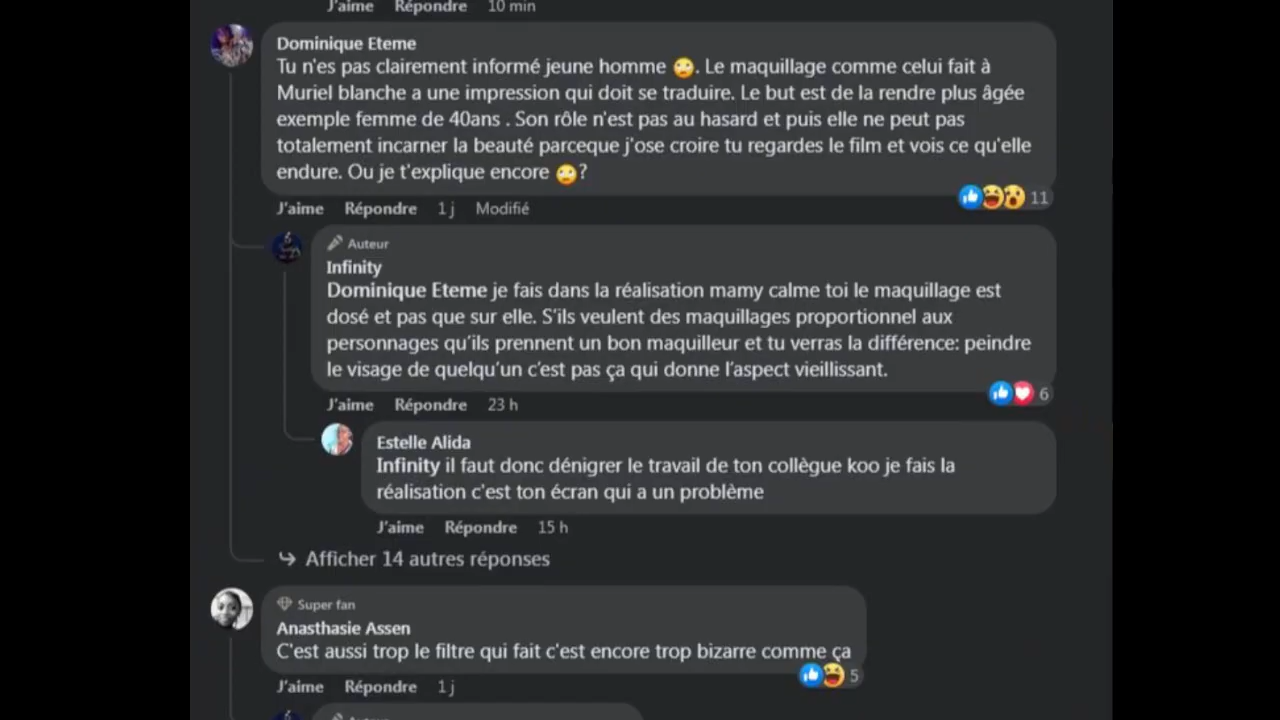 J'aime Répondre 10 min
Dominique Eteme
Tu n'es pas clairement informé jeune homme 🙄. Le maquillage comme celui fait à
Muriel blanche a une impression qui doit se traduire. Le but est de la rendre plus âgée
exemple femme de 40ans . Son rôle n'est pas au hasard et puis elle ne peut pas
totalement incarner la beauté parceque j'ose croire tu regardes le film et vois ce qu'elle
endure. Ou je t'explique encore 🙄?
11
J'aime Répondre 1 j Modifié
Auteur
Infinity
Dominique Eteme je fais dans la réalisation mamy calme toi le maquillage est
dosé et pas que sur elle. S'ils veulent des maquillages proportionnel aux
personnages qu'ils prennent un bon maquilleur et tu verras la différence: peindre
le visage de quelqu'un c'est pas ça qui donne l'aspect vieillissant.
6
J'aime Répondre 23 h
Estelle Alida
Infinity il faut donc dénigrer le travail de ton collègue koo je fais la
réalisation c'est ton écran qui a un problème
J'aime Répondre 15 h
Afficher 14 autres réponses
Super fan
Anasthasie Assen
C'est aussi trop le filtre qui fait c'est encore trop bizarre comme ça
5
J'aime Répondre 1 j
Auteur